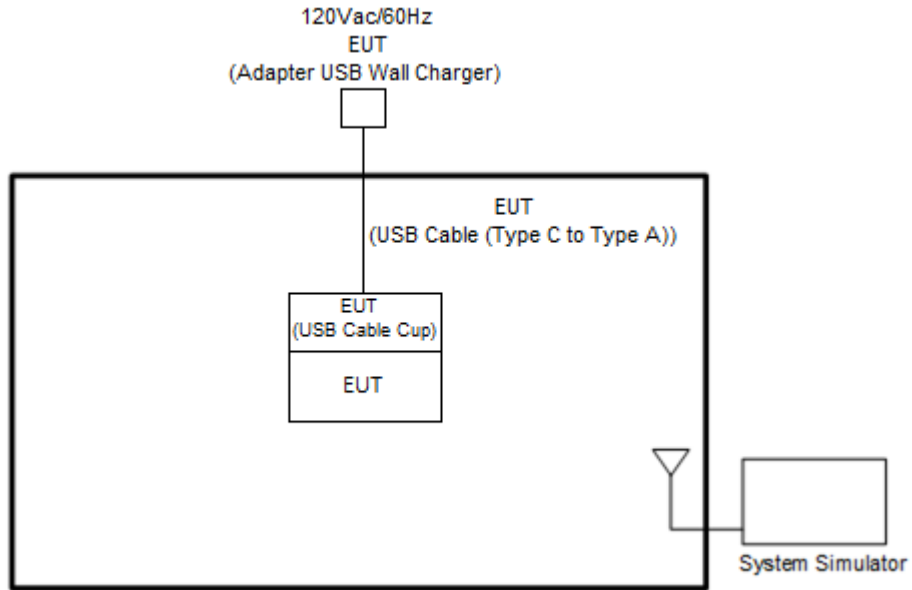 120Vac/60Hz
EUT
(Adapter USB Wall Charger)
EUT
(USB Cable (Type C to Type A))
EUT
(USB Cable Cup)
EUT
System Simulator